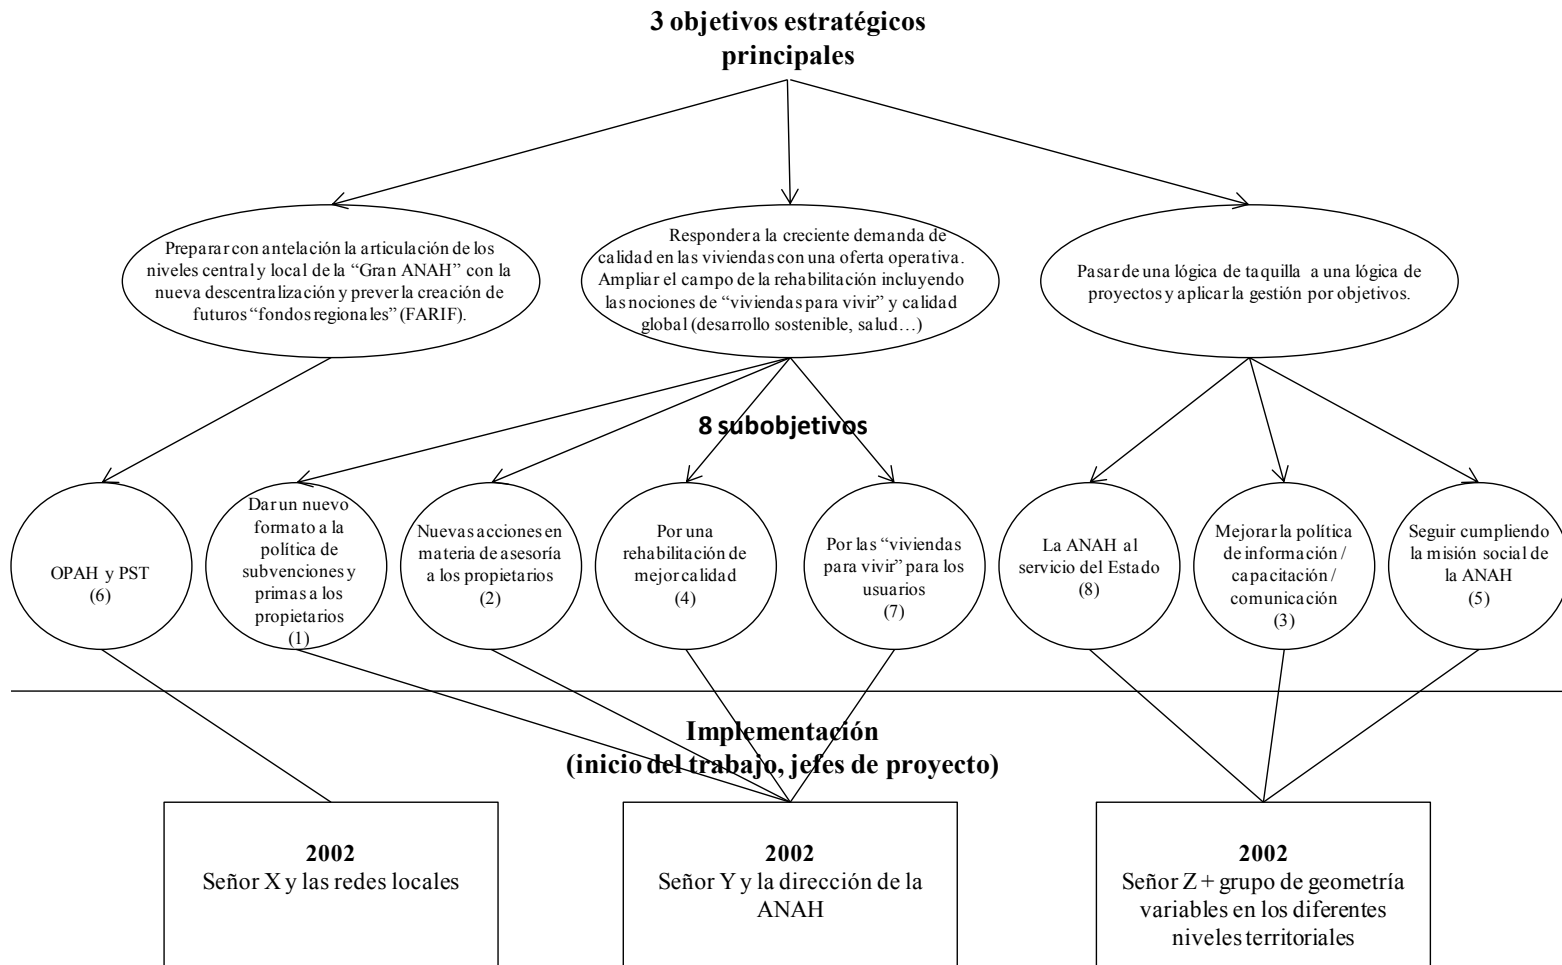 3 objetivos estratégicos
principales
Preparar con antelación la articulación de los
niveles central y local de la “Gran ANAH” con la
nueva descentralización y prever la creación de
futuros “fondos regionales” (FARIF).
Responder a la creciente demanda de
calidad en las viviendas con una oferta operativa.
Ampliar el campo de la rehabilitación incluyendo
las nociones de “viviendas para vivir” y calidad
global (desarrollo sostenible, salud…)
Pasar de una lógica de taquilla a una lógica de
proyectos y aplicar la gestión por objetivos.
8 subobjetivos
OPAH y PST
(6)
Dar un nuevo
formato a la
política de
subvenciones y
primas a los
propietarios
(1)
Nuevas acciones en
materia de asesoría
a los propietarios
(2)
Por una
rehabilitación de
mejor calidad
(4)
Por las “viviendas
para vivir” para los
usuarios
(7)
La ANAH al
servicio del Estado
(8)
Mejorar la política
de información /
capacitación /
comunicación
(3)
Seguir cumpliendo
la misión social de
la ANAH
(5)
Implementación
(inicio del trabajo, jefes de proyecto)
2002
Señor X y las redes locales
2002
Señor Y y la dirección de la
ANAH
2002
Señor Z + grupo de geometría
variables en los diferentes
niveles territoriales